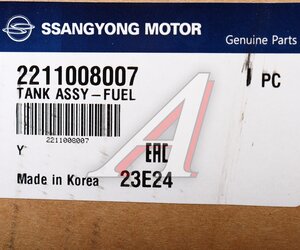 SSANGYONG MOTOR
Genuine Parts
2211008007
PC
TANK ASSY-FUEL
2211008007
Y
EAC
Made in Korea
23E24